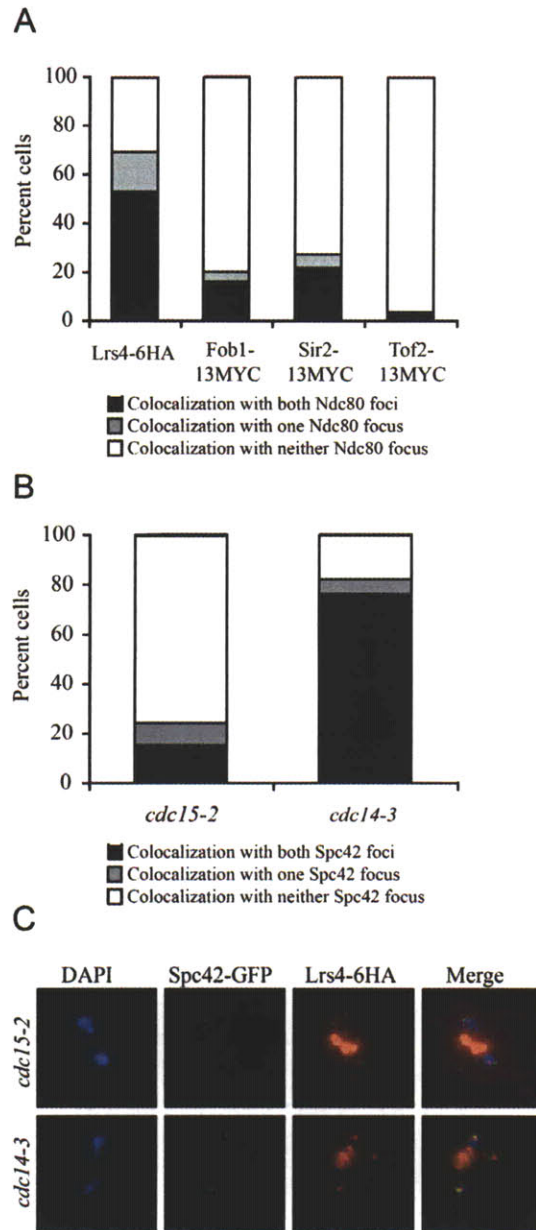 A
Percent cells
100
80
60
40
20
0
Lrs4-6HA
Fob1-
13MYC
Sir2-
13MYC
Tof2-
13MYC
Colocalization with both Ndc80 foci
Colocalization with one Ndc80 focus
Colocalization with neither Ndc80 focus
B
Percent cells
100
80
60
40
20
0
cdc15-2
cdc14-3
Colocalization with both Spc42 foci
Colocalization with one Spc42 focus
Colocalization with neither Spc42 focus
C
DAPI
Spc42-GFP
Lrs4-6HA
Merge
cdc15-2
cdc14-3